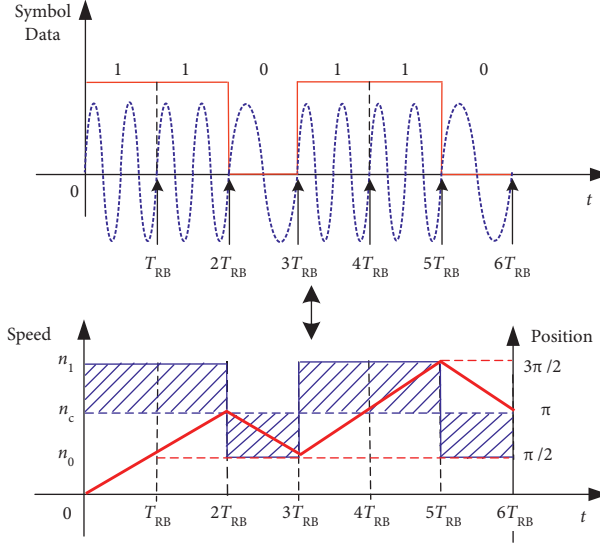 Symbol
Data
1 1 0 1 1 0
0
t
T_RB 2T_RB 3T_RB 4T_RB 5T_RB 6T_RB
Speed
Position
n_1
3π/2
n_c
π
n_0
π/2
0 T_RB 2T_RB 3T_RB 4T_RB 5T_RB 6T_RB
t